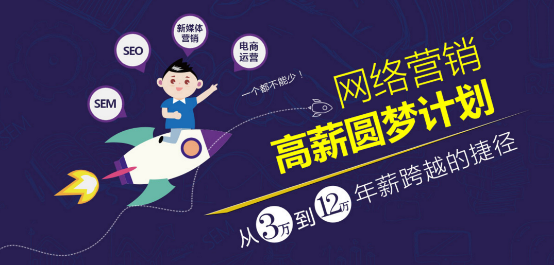 新媒体
营销
SEO
电商
运营
SEM
一个都不能少！
网络营销
高薪圆梦计划
从3万到12万年薪跨越的捷径